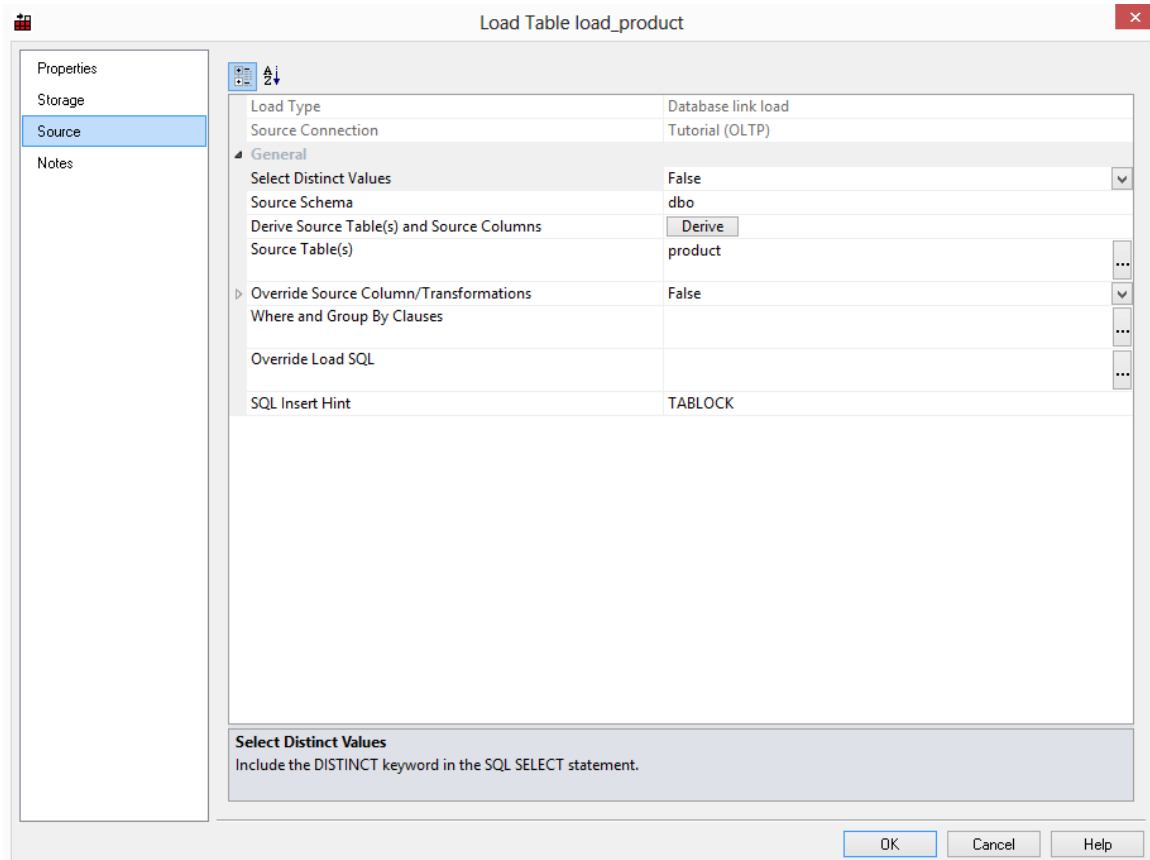 Load Table load_product
Properties
Storage
Source
Notes
Load Type Database link load
Source Connection Tutorial (OLTP)
General
Select Distinct Values False
Source Schema dbo
Derive Source Table(s) and Source Columns Derive
Source Table(s) product
...
Override Source Column/Transformations False
Where and Group By Clauses
...
Override Load SQL
...
SQL Insert Hint TABLOCK
Select Distinct Values
Include the DISTINCT keyword in the SQL SELECT statement.
OK Cancel Help